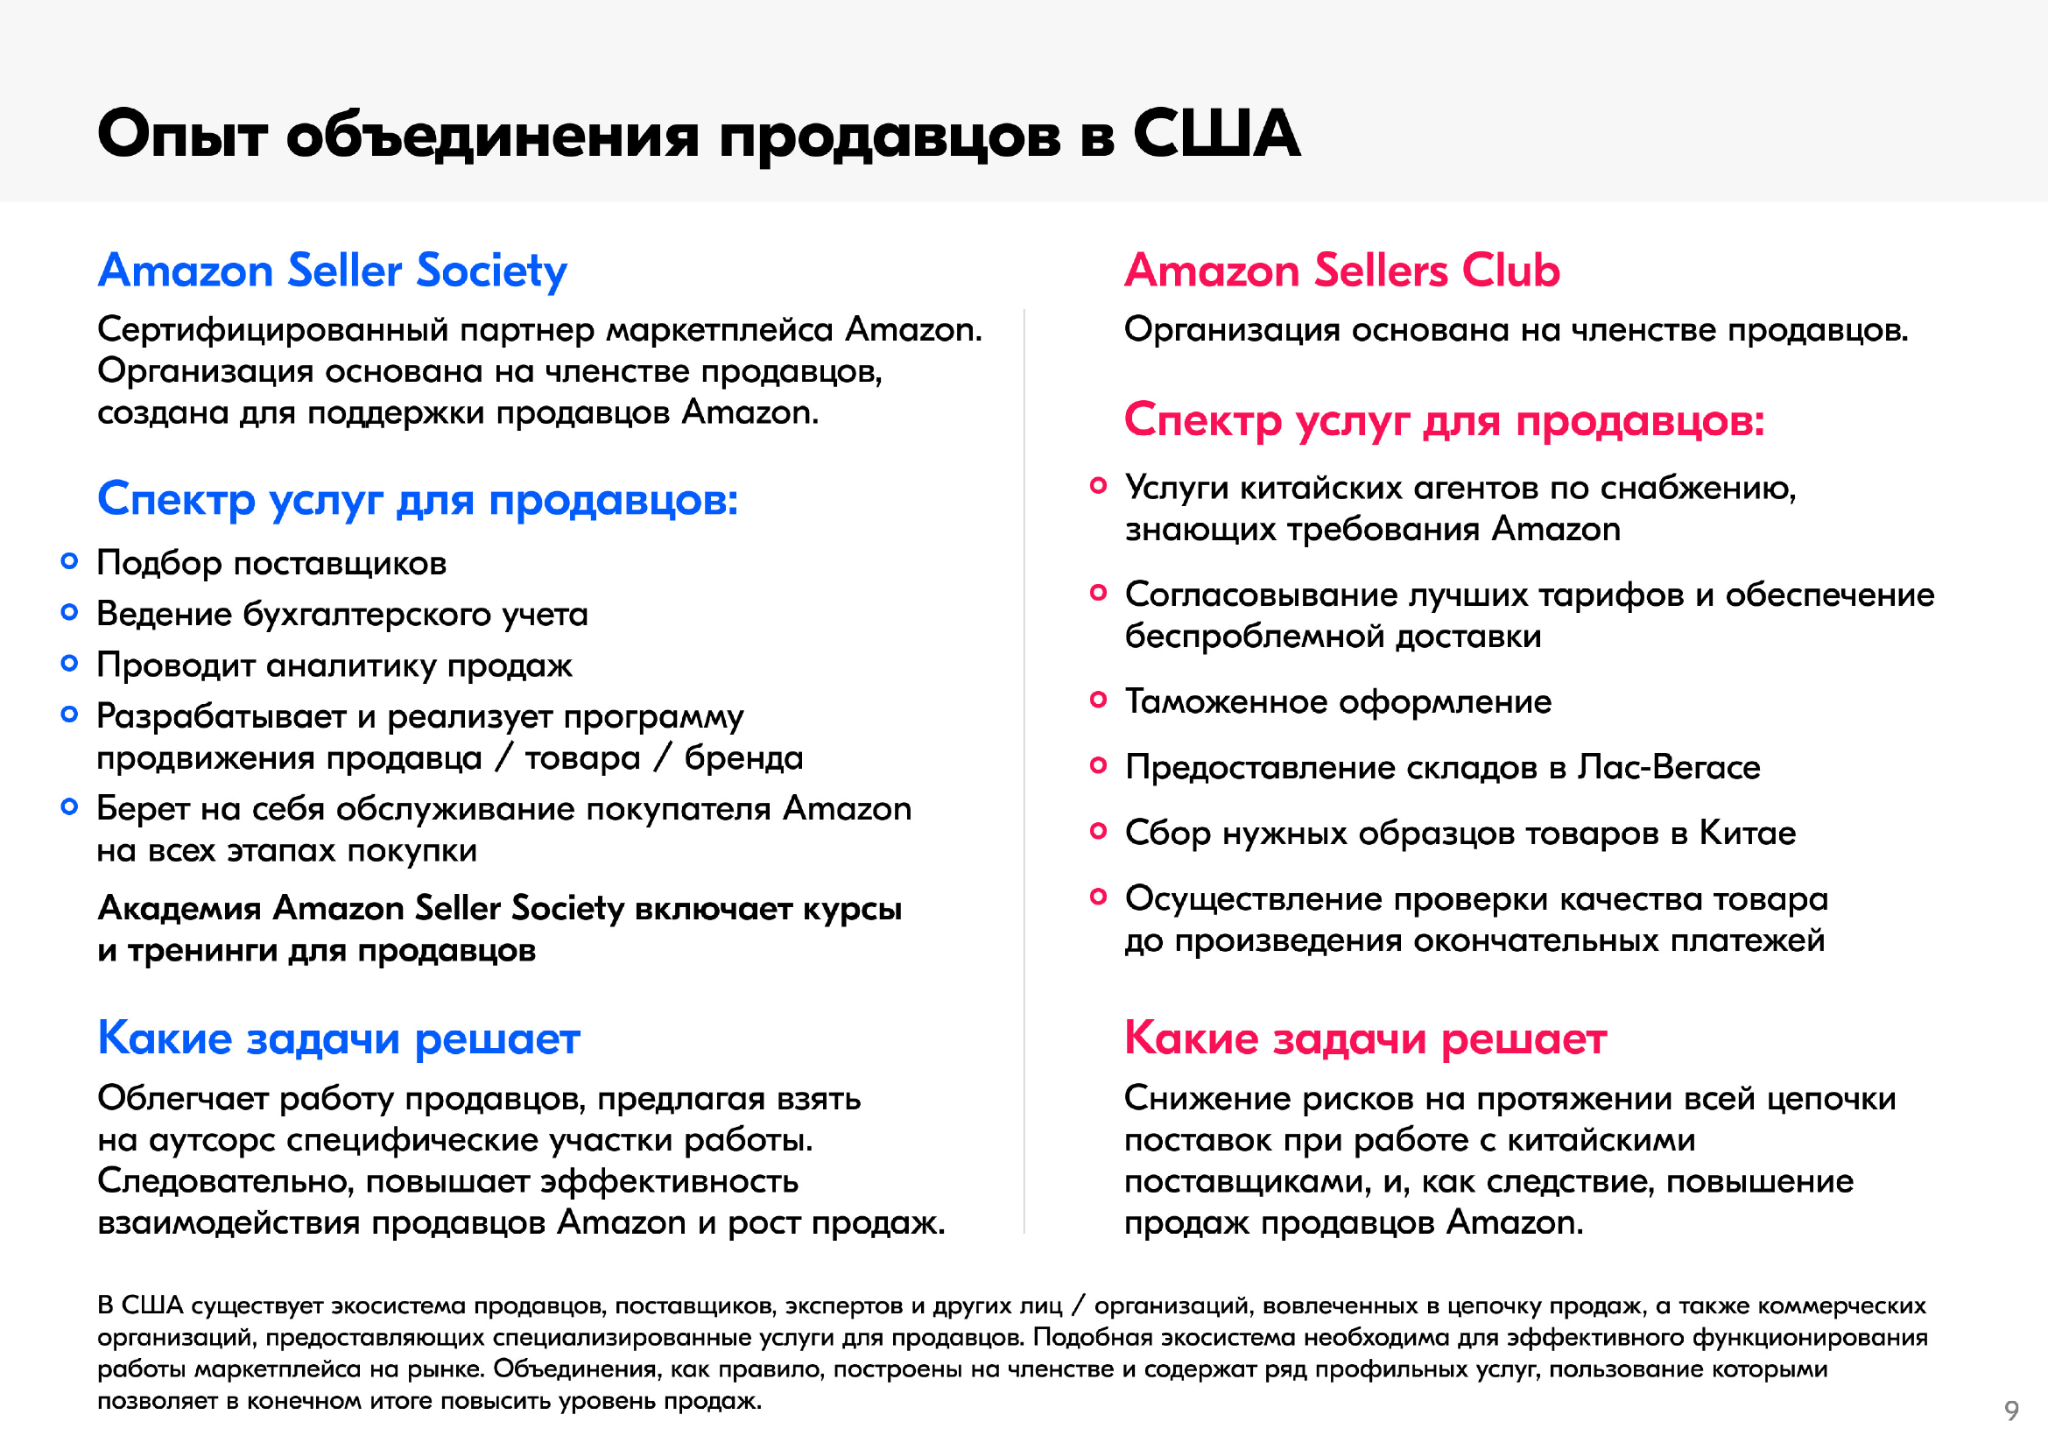 Опыт объединения продавцов в США
Amazon Seller Society
Сертифицированный партнер маркетплейса Amazon.
Организация основана на членстве продавцов,
создана для поддержки продавцов Amazon.
Спектр услуг для продавцов:
Подбор поставщиков
Ведение бухгалтерского учета
Проводит аналитику продаж
Разрабатывает и реализует программу
продвижения продавца / товара / бренда
Берет на себя обслуживание покупателя Amazon
на всех этапах покупки
Академия Amazon Seller Society включает курсы
и тренинги для продавцов
Какие задачи решает
Облегчает работу продавцов, предлагая взять
на аутсорс специфические участки работы.
Следовательно, повышает эффективность
взаимодействия продавцов Amazon и рост продаж.
Amazon Sellers Club
Организация основана на членстве продавцов.
Спектр услуг для продавцов:
Услуги китайских агентов по снабжению,
знающих требования Amazon
Согласовывание лучших тарифов и обеспечение
беспроблемной доставки
Таможенное оформление
Предоставление складов в Лас-Вегасе
Сбор нужных образцов товаров в Китае
Осуществление проверки качества товара
до произведения окончательных платежей
Какие задачи решает
Снижение рисков на протяжении всей цепочки
поставок при работе с китайскими
поставщиками, и, как следствие, повышение
продаж продавцов Amazon.
В США существует экосистема продавцов, поставщиков, экспертов и других лиц / организаций, вовлеченных в цепочку продаж, а также коммерческих
организаций, предоставляющих специализированные услуги для продавцов. Подобная экосистема необходима для эффективного функционирования
работы маркетплейса на рынке. Объединения, как правило, построены на членстве и содержат ряд профильных услуг, пользование которыми
позволяет в конечном итоге повысить уровень продаж.
9